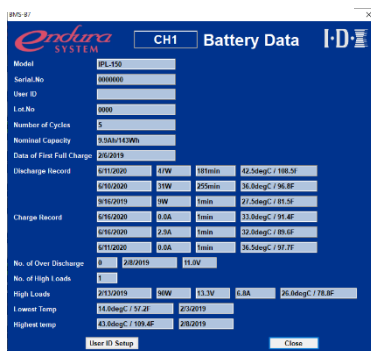 BMS-87
Endura
SYSTEM
CH1 Battery Data
I·D·X
Model IPL-150
Serial.No 0000000
User ID
Lot.No 0000
Number of Cycles 5
Nominal Capacity 9.9Ah/143Wh
Data of First Full Charge 2/6/2019
Discharge Record 6/11/2020 47W 181min 42.5degC / 108.5F
6/10/2020 31W 255min 36.0degC / 96.8F
9/16/2019 9W 1min 27.5degC / 81.5F
Charge Record 6/16/2020 0.0A 1min 33.0degC / 91.4F
6/16/2020 2.9A 1min 32.0degC / 89.6F
6/11/2020 0.0A 1min 36.5degC / 97.7F
No. of Over Discharge 0 2/8/2019 11.0V
No. of High Loads 1
High Loads 2/13/2019 90W 13.3V 6.8A 26.0degC / 78.8F
Lowest Temp 14.0degC / 57.2F 2/3/2019
Highest temp 43.0degC / 109.4F 2/8/2019
User ID Setup Close